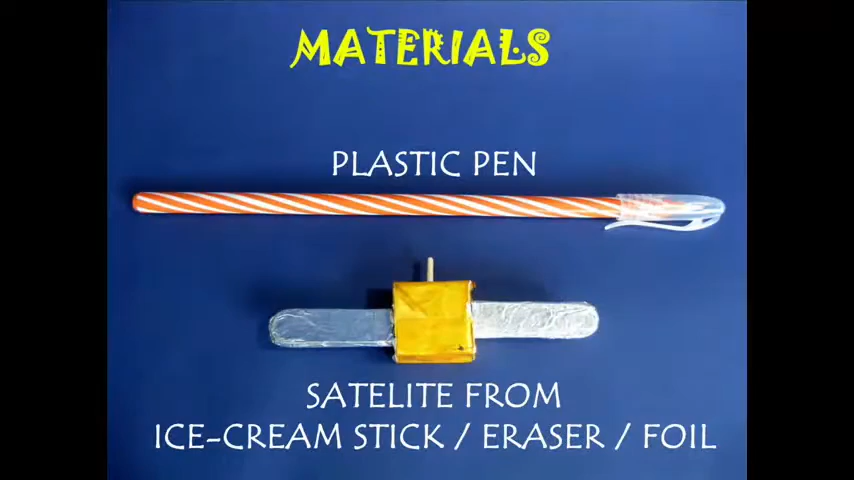 MATERIALS
PLASTIC PEN
SATELITE FROM
ICE-CREAM STICK / ERASER / FOIL